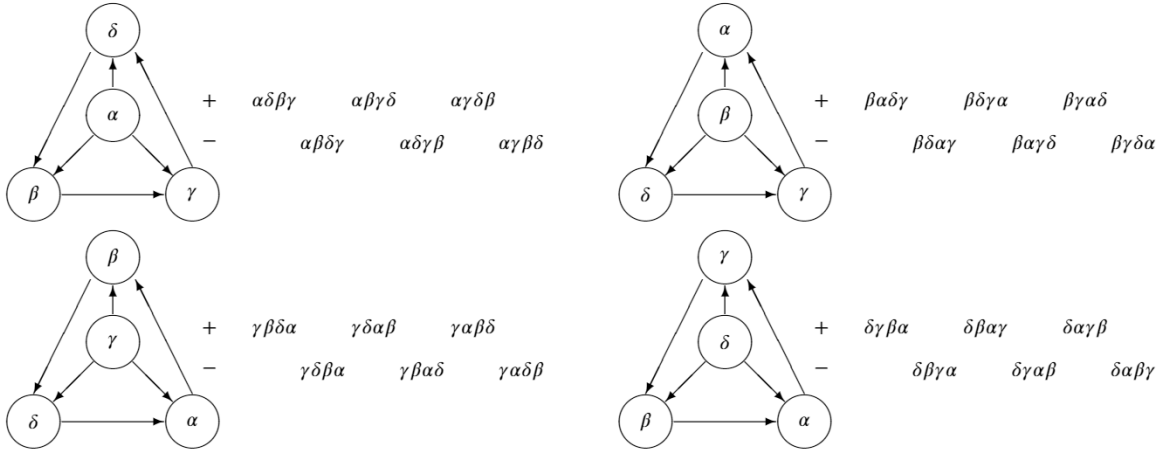 δ α
+ αδβγ αβγδ αγδβ + βαδγ βδγα βγαδ
α β
− αβδγ αδγβ αγβδ − βδαγ βαγδ βγδα
β γ δ γ
β γ
+ γβδα γδαβ γαβδ + δγβα δβαγ δαγβ
γ δ
− γδβα γβαδ γαδβ − δβγα δγαβ δαβγ
δ α β α